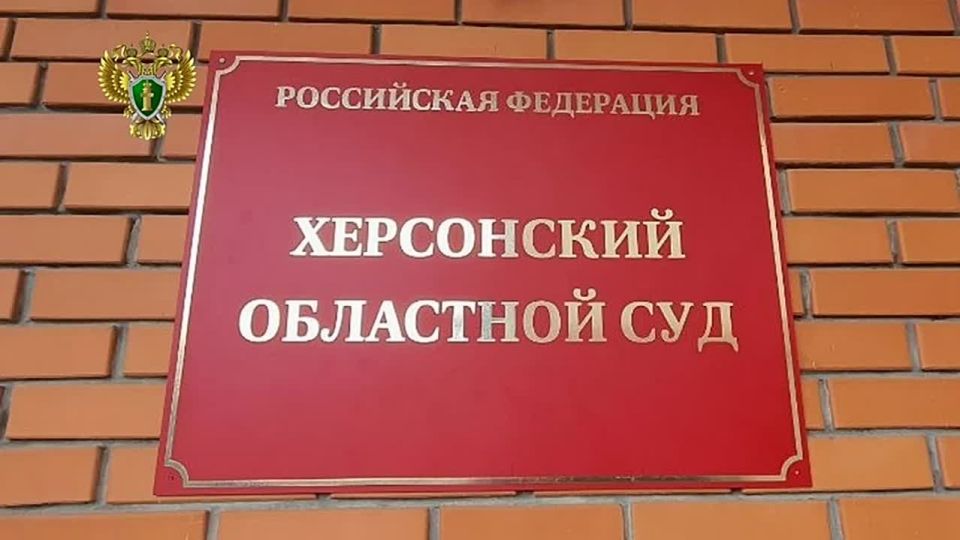 РОССИЙСКАЯ ФЕДЕРАЦИЯ
ХЕРСОНСКИЙ
ОБЛАСТНОЙ СУД